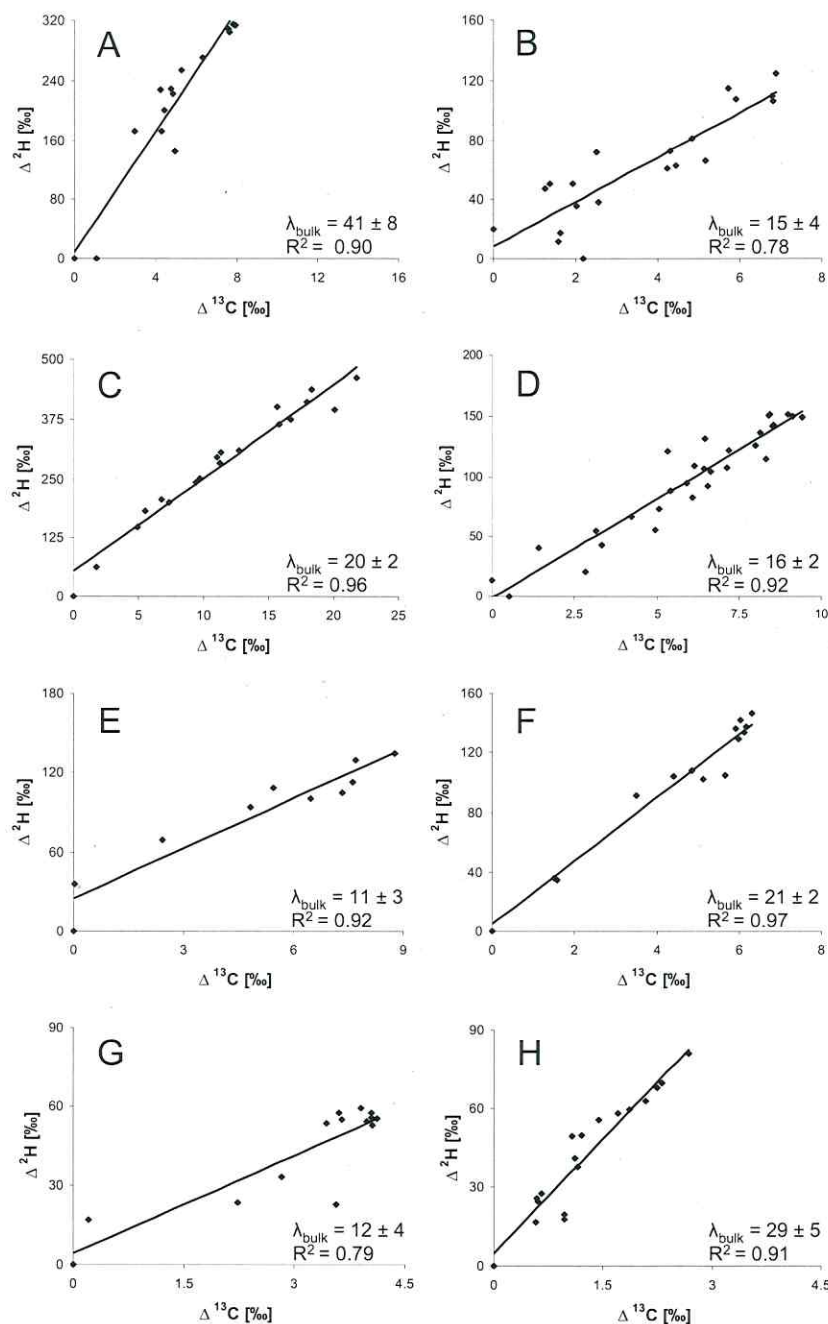 A
Δ ²H [‰]
320
240
160
80
0
0 4 8 12 16
Δ ¹³C [‰]
λbulk = 41 ± 8
R² = 0.90
B
Δ ²H [‰]
160
120
80
40
0
0 2 4 6 8
Δ ¹³C [‰]
λbulk = 15 ± 4
R² = 0.78
C
Δ ²H [‰]
500
375
250
125
0
0 5 10 15 20 25
Δ ¹³C [‰]
λbulk = 20 ± 2
R² = 0.96
D
Δ ²H [‰]
200
150
100
50
0
0 2.5 5 7.5 10
Δ ¹³C [‰]
λbulk = 16 ± 2
R² = 0.92
E
Δ ²H [‰]
180
120
60
0
0 3 6 9
Δ ¹³C [‰]
λbulk = 11 ± 3
R² = 0.92
F
Δ ²H [‰]
160
120
80
40
0
0 2 4 6 8
Δ ¹³C [‰]
λbulk = 21 ± 2
R² = 0.97
G
Δ ²H [‰]
90
60
30
0
0 1.5 3 4.5
Δ ¹³C [‰]
λbulk = 12 ± 4
R² = 0.79
H
Δ ²H [‰]
90
60
30
0
0 1.5 3 4.5
Δ ¹³C [‰]
λbulk = 29 ± 5
R² = 0.91